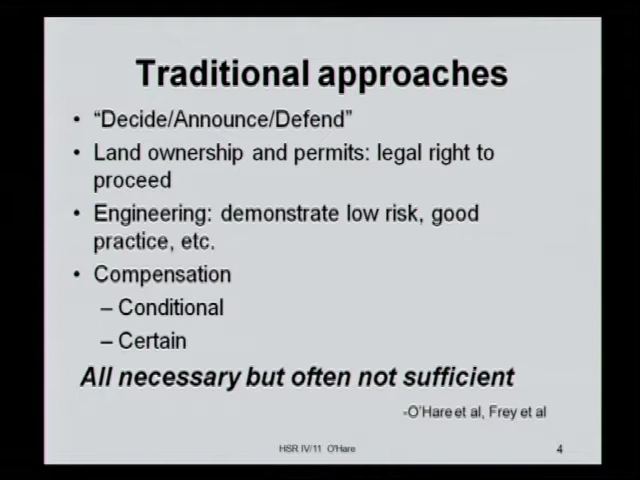 Traditional approaches
• “Decide/Announce/Defend”
• Land ownership and permits: legal right to
proceed
• Engineering: demonstrate low risk, good
practice, etc.
• Compensation
– Conditional
– Certain
All necessary but often not sufficient
-O'Hare et al, Frey et al
HSR IV/11 O'Hare
4